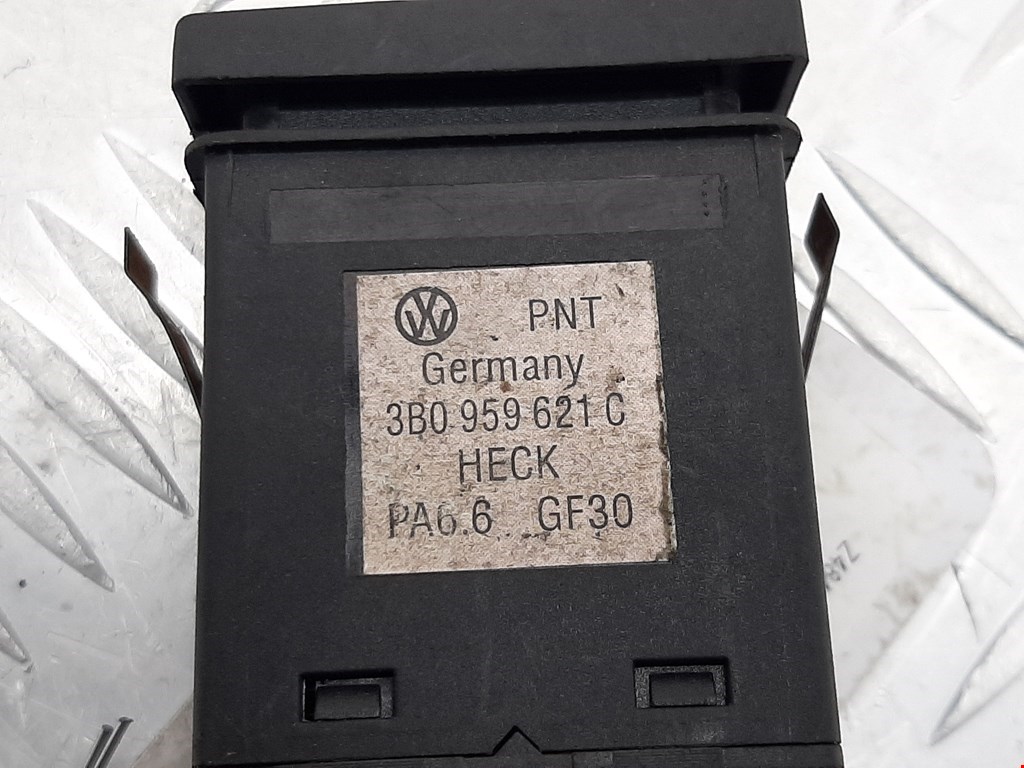 PNT
Germany
3B0 959 621 C
HECK
PA6.6 GF30